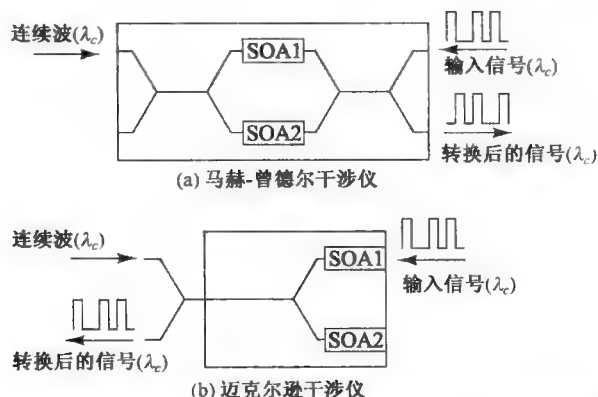 连续波(λc)
SOA1
输入信号(λc)
SOA2
转换后的信号(λc)
(a) 马赫-曾德尔干涉仪
连续波(λc)
SOA1
输入信号(λc)
转换后的信号(λc)
SOA2
(b) 迈克尔逊干涉仪